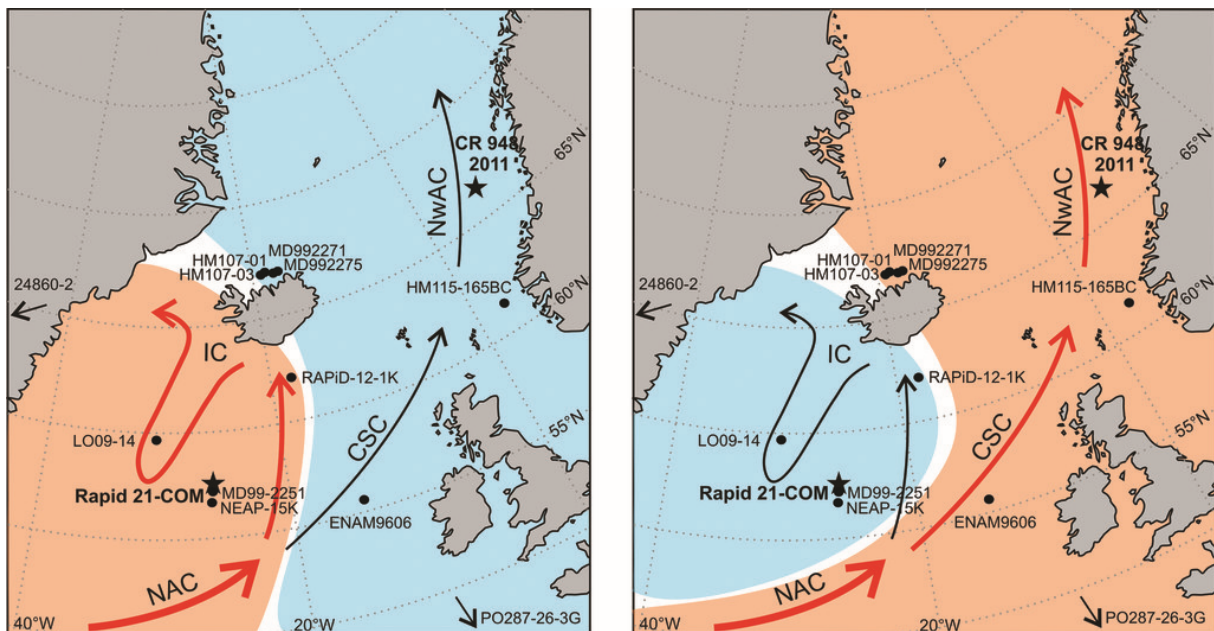 CR 948/
2011
65°N
NwAC
MD992271
HM107-01
MD992275
HM107-03
24860-2
HM115-165BC
60°N
IC
RAPiD-12-1K
CSC
LO09-14
55°N
Rapid 21-COM
MD99-2251
NEAP-15K
ENAM9606
NAC
40°W
20°W
PO287-26-3G
CR 948/
2011
65°N
NwAC
MD992271
HM107-01
MD992275
HM107-03
24860-2
HM115-165BC
60°N
IC
RAPiD-12-1K
CSC
LO09-14
55°N
Rapid 21-COM
MD99-2251
NEAP-15K
ENAM9606
NAC
40°W
20°W
PO287-26-3G